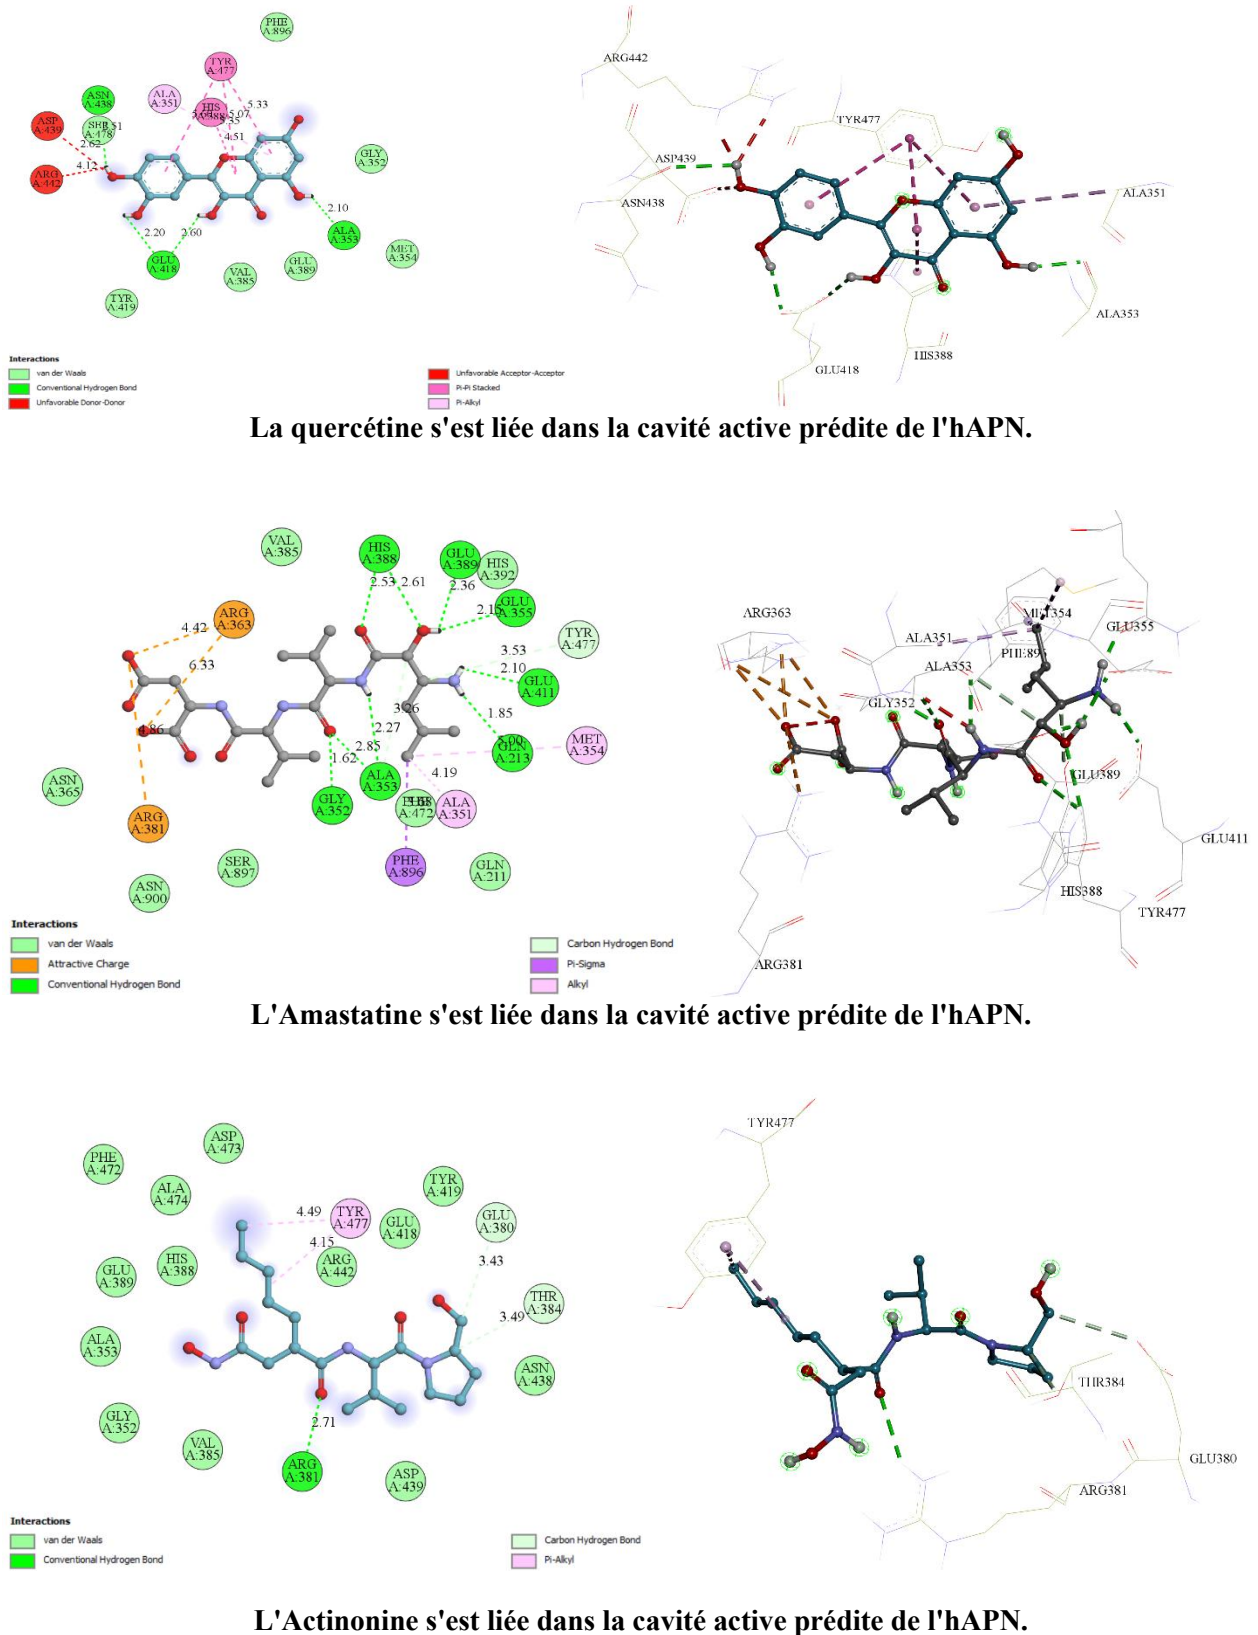 PHE
A:896
TYR
A:477
ASN
A:438
ALA
A:351
HIS
A:388
5.33
5.07
5.35
4.51
ASP
A:439
SER
A:478
2.62
4.12
ARG
A:442
GLY
A:352
2.10
2.20
2.60
ALA
A:353
GLU
A:418
VAL
A:385
GLU
A:389
MET
A:354
TYR
A:419
Interactions
van der Waals
Conventional Hydrogen Bond
Unfavorable Donor-Donor
Unfavorable Acceptor-Acceptor
Pi-Pi Stacked
Pi-Alkyl
ARG442
TYR477
ASP439
ASN438
ALA351
ALA353
HIS388
GLU418
La quercétine s'est liée dans la cavité active prédite de l'hAPN.
VAL
A:385
HIS
A:388
GLU
A:389
HIS
A:392
2.53
2.61
2.36
GLU
A:355
2.15
ARG
A:363
4.42
6.33
TYR
A:477
3.53
2.10
GLU
A:411
3.26
2.27
1.85
4.86
2.85
5.00
GLN
A:213
MET
A:354
1.62
4.19
ALA
A:353
ASN
A:365
GLY
A:352
A:472
ALA
A:351
ARG
A:381
SER
A:897
PHE
A:896
GLN
A:211
ASN
A:900
Interactions
van der Waals
Attractive Charge
Conventional Hydrogen Bond
Carbon Hydrogen Bond
Pi-Sigma
Alkyl
ARG363
ALA351
MET354
GLU355
ALA353
GLY352
GLU389
GLU411
HIS388
TYR477
ARG381
L'Amastatine s'est liée dans la cavité active prédite de l'hAPN.
ASP
A:473
PHE
A:472
ALA
A:474
TYR
A:419
4.49
TYR
A:477
GLU
A:418
GLU
A:380
4.15
GLU
A:389
HIS
A:388
ARG
A:442
3.43
THR
A:384
3.49
ALA
A:353
ASN
A:438
GLY
A:352
2.71
VAL
A:385
ARG
A:381
ASP
A:439
Interactions
van der Waals
Conventional Hydrogen Bond
Carbon Hydrogen Bond
Pi-Alkyl
TYR477
THR384
GLU380
ARG381
L'Actinonine s'est liée dans la cavité active prédite de l'hAPN.